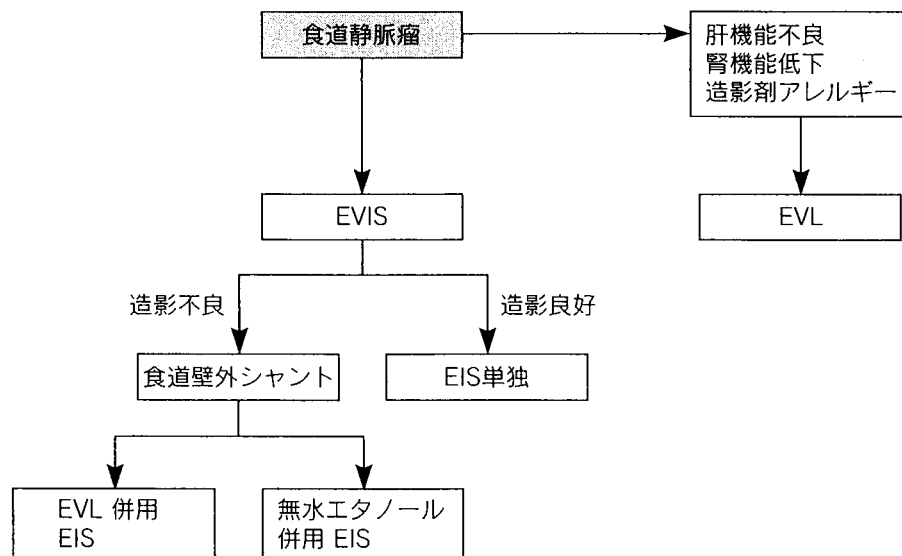 食道静脈瘤
肝機能不良
腎機能低下
造影剤アレルギー
EVIS
EVL
造影不良
造影良好
食道壁外シャント
EIS単独
EVL 併用
EIS
無水エタノール
併用 EIS